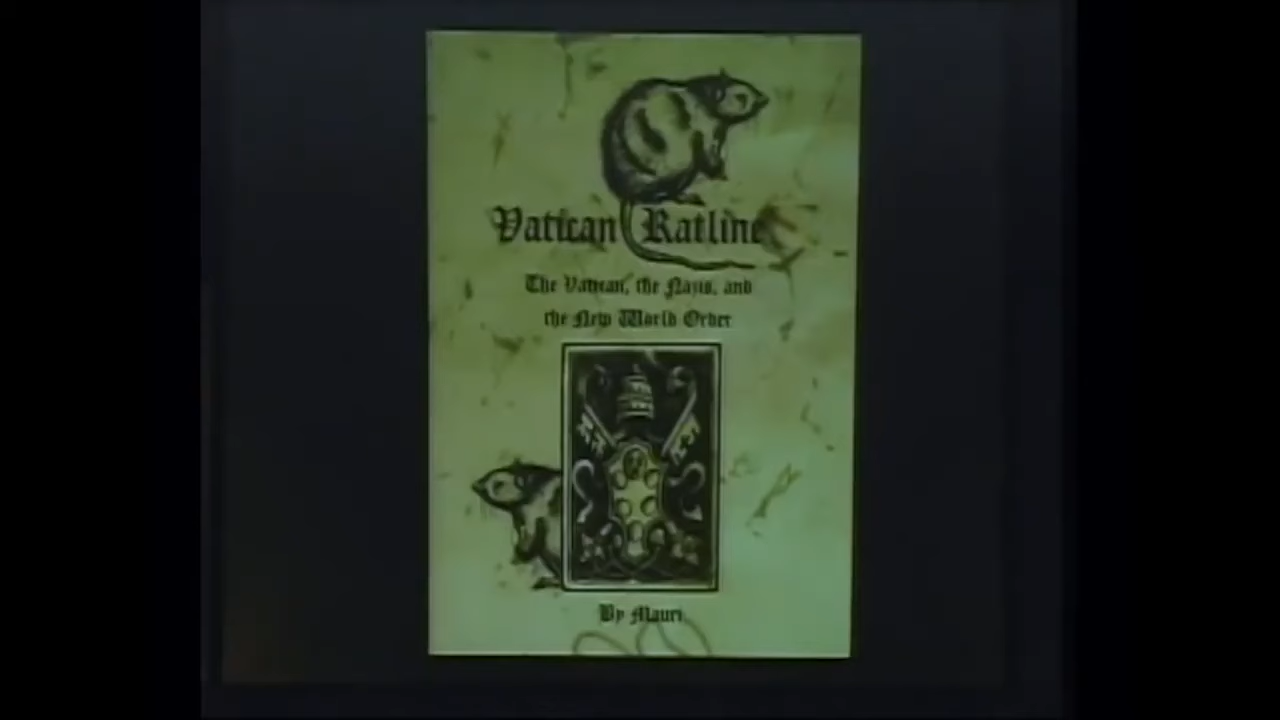 Vatican Ratline
The Vatican, the Nazis, and
the New World Order
By Mauri